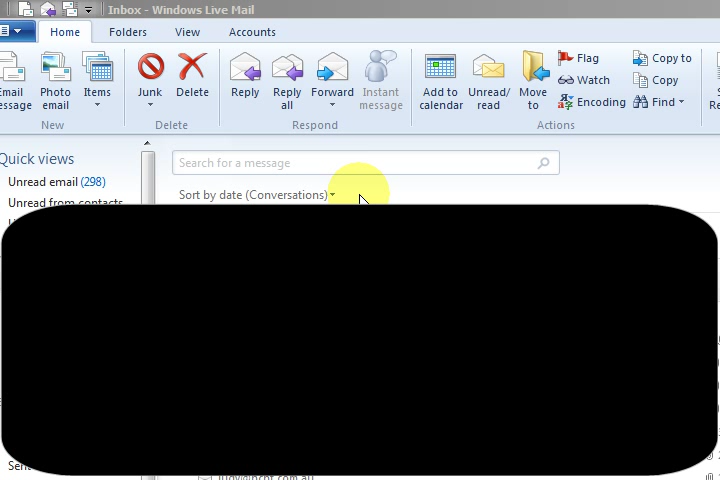 Inbox - Windows Live Mail
Home Folders View Accounts
Email message
Photo email
Items
Junk
Delete
Reply
Reply all
Forward
Instant message
Add to calendar
Unread/ read
Move to
Flag
Watch
Encoding
Copy to
Copy
Find
New Delete Respond Actions
Quick views
Search for a message
Unread email (298)
Sort by date (Conversations)
Unread from contacts